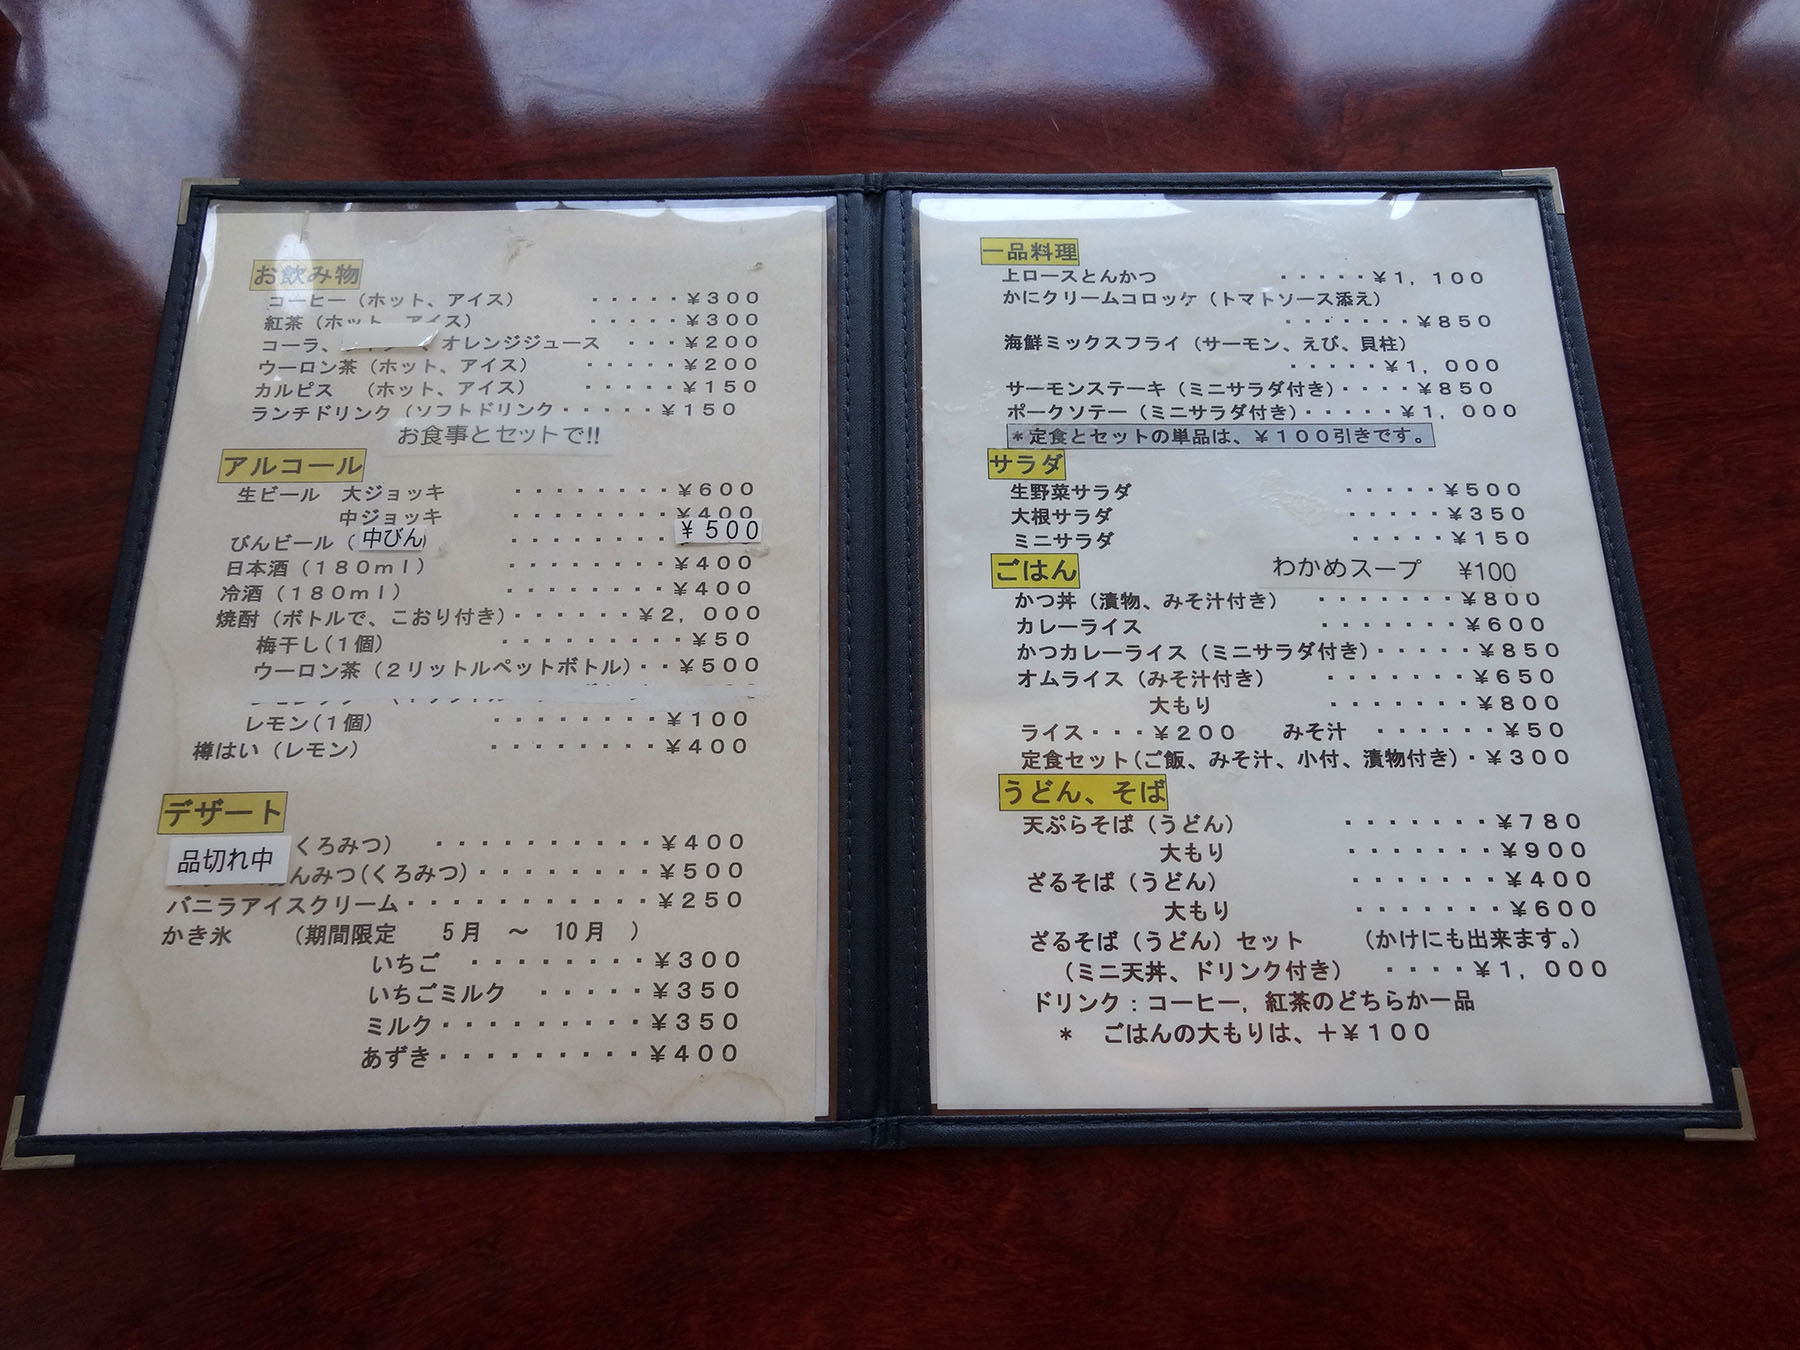 お飲み物
コーヒー（ホット、アイス） ・・・・・¥３００
紅茶（ホット、アイス） ・・・・・¥３００
コーラ、 、オレンジジュース ・・・¥２００
ウーロン茶（ホット、アイス） ・・・・・¥２００
カルピス （ホット、アイス） ・・・・・¥１５０
ランチドリンク（ソフトドリンク・・・・・¥１５０
お食事とセットで!!
アルコール
生ビール 大ジョッキ ・・・・・・・・¥６００
中ジョッキ ・・・・・・・・¥４００
びんビール（中びん） ・・・・・・・・¥500
日本酒（１８０ｍｌ） ・・・・・・・・¥４００
冷酒（１８０ｍｌ） ・・・・・・・・¥４００
焼酎（ボトルで、こおり付き）・・・・・・¥２，０００
梅干し(１個) ・・・・・・・・・¥５０
ウーロン茶（２リットルペットボトル）・・¥５００
レモン(１個) ・・・・・・・・¥１００
樽はい（レモン） ・・・・・・・・¥４００
デザート
くろみつ） ・・・・・・・・・¥４００
品切れ中
んみつ(くろみつ)・・・・・・・・¥５００
バニラアイスクリーム・・・・・・・・・・・¥２５０
かき氷 （期間限定 ５月 ～ 10月 ）
いちご ・・・・・・・・¥３００
いちごミルク ・・・・・¥３５０
ミルク・・・・・・・・・¥３５０
あずき・・・・・・・・・¥４００
一品料理
上ロースとんかつ ・・・・・¥１，１００
かにクリームコロッケ（トマトソース添え）
・・・・・・・¥８５０
海鮮ミックスフライ（サーモン、えび、貝柱）
・・・・・¥１，０００
サーモンステーキ（ミニサラダ付き）・・・・¥８５０
ポークソテー（ミニサラダ付き）・・・・・¥１，０００
＊定食とセットの単品は、¥１００引きです。
サラダ
生野菜サラダ ・・・・・¥５００
大根サラダ ・・・・・¥３５０
ミニサラダ ・・・・・¥１５０
わかめスープ ¥100
ごはん
かつ丼（漬物、みそ汁付き） ・・・・・・・¥８００
カレーライス ・・・・・・・¥６００
かつカレーライス（ミニサラダ付き）・・・・・¥８５０
オムライス（みそ汁付き） ・・・・・・・¥６５０
大もり ・・・・・・・¥８００
ライス・・・¥２００ みそ汁 ・・・・・・¥５０
定食セット(ご飯、みそ汁、小付、漬物付き)・¥３００
うどん、そば
天ぷらそば（うどん） ・・・・・・・¥７８０
大もり ・・・・・・・¥９００
ざるそば（うどん） ・・・・・・・¥４００
大もり ・・・・・・・¥６００
ざるそば（うどん）セット （かけにも出来ます。）
（ミニ天丼、ドリンク付き） ・・・・¥１，０００
ドリンク：コーヒー，紅茶のどちらか一品
＊ ごはんの大もりは、＋¥１００